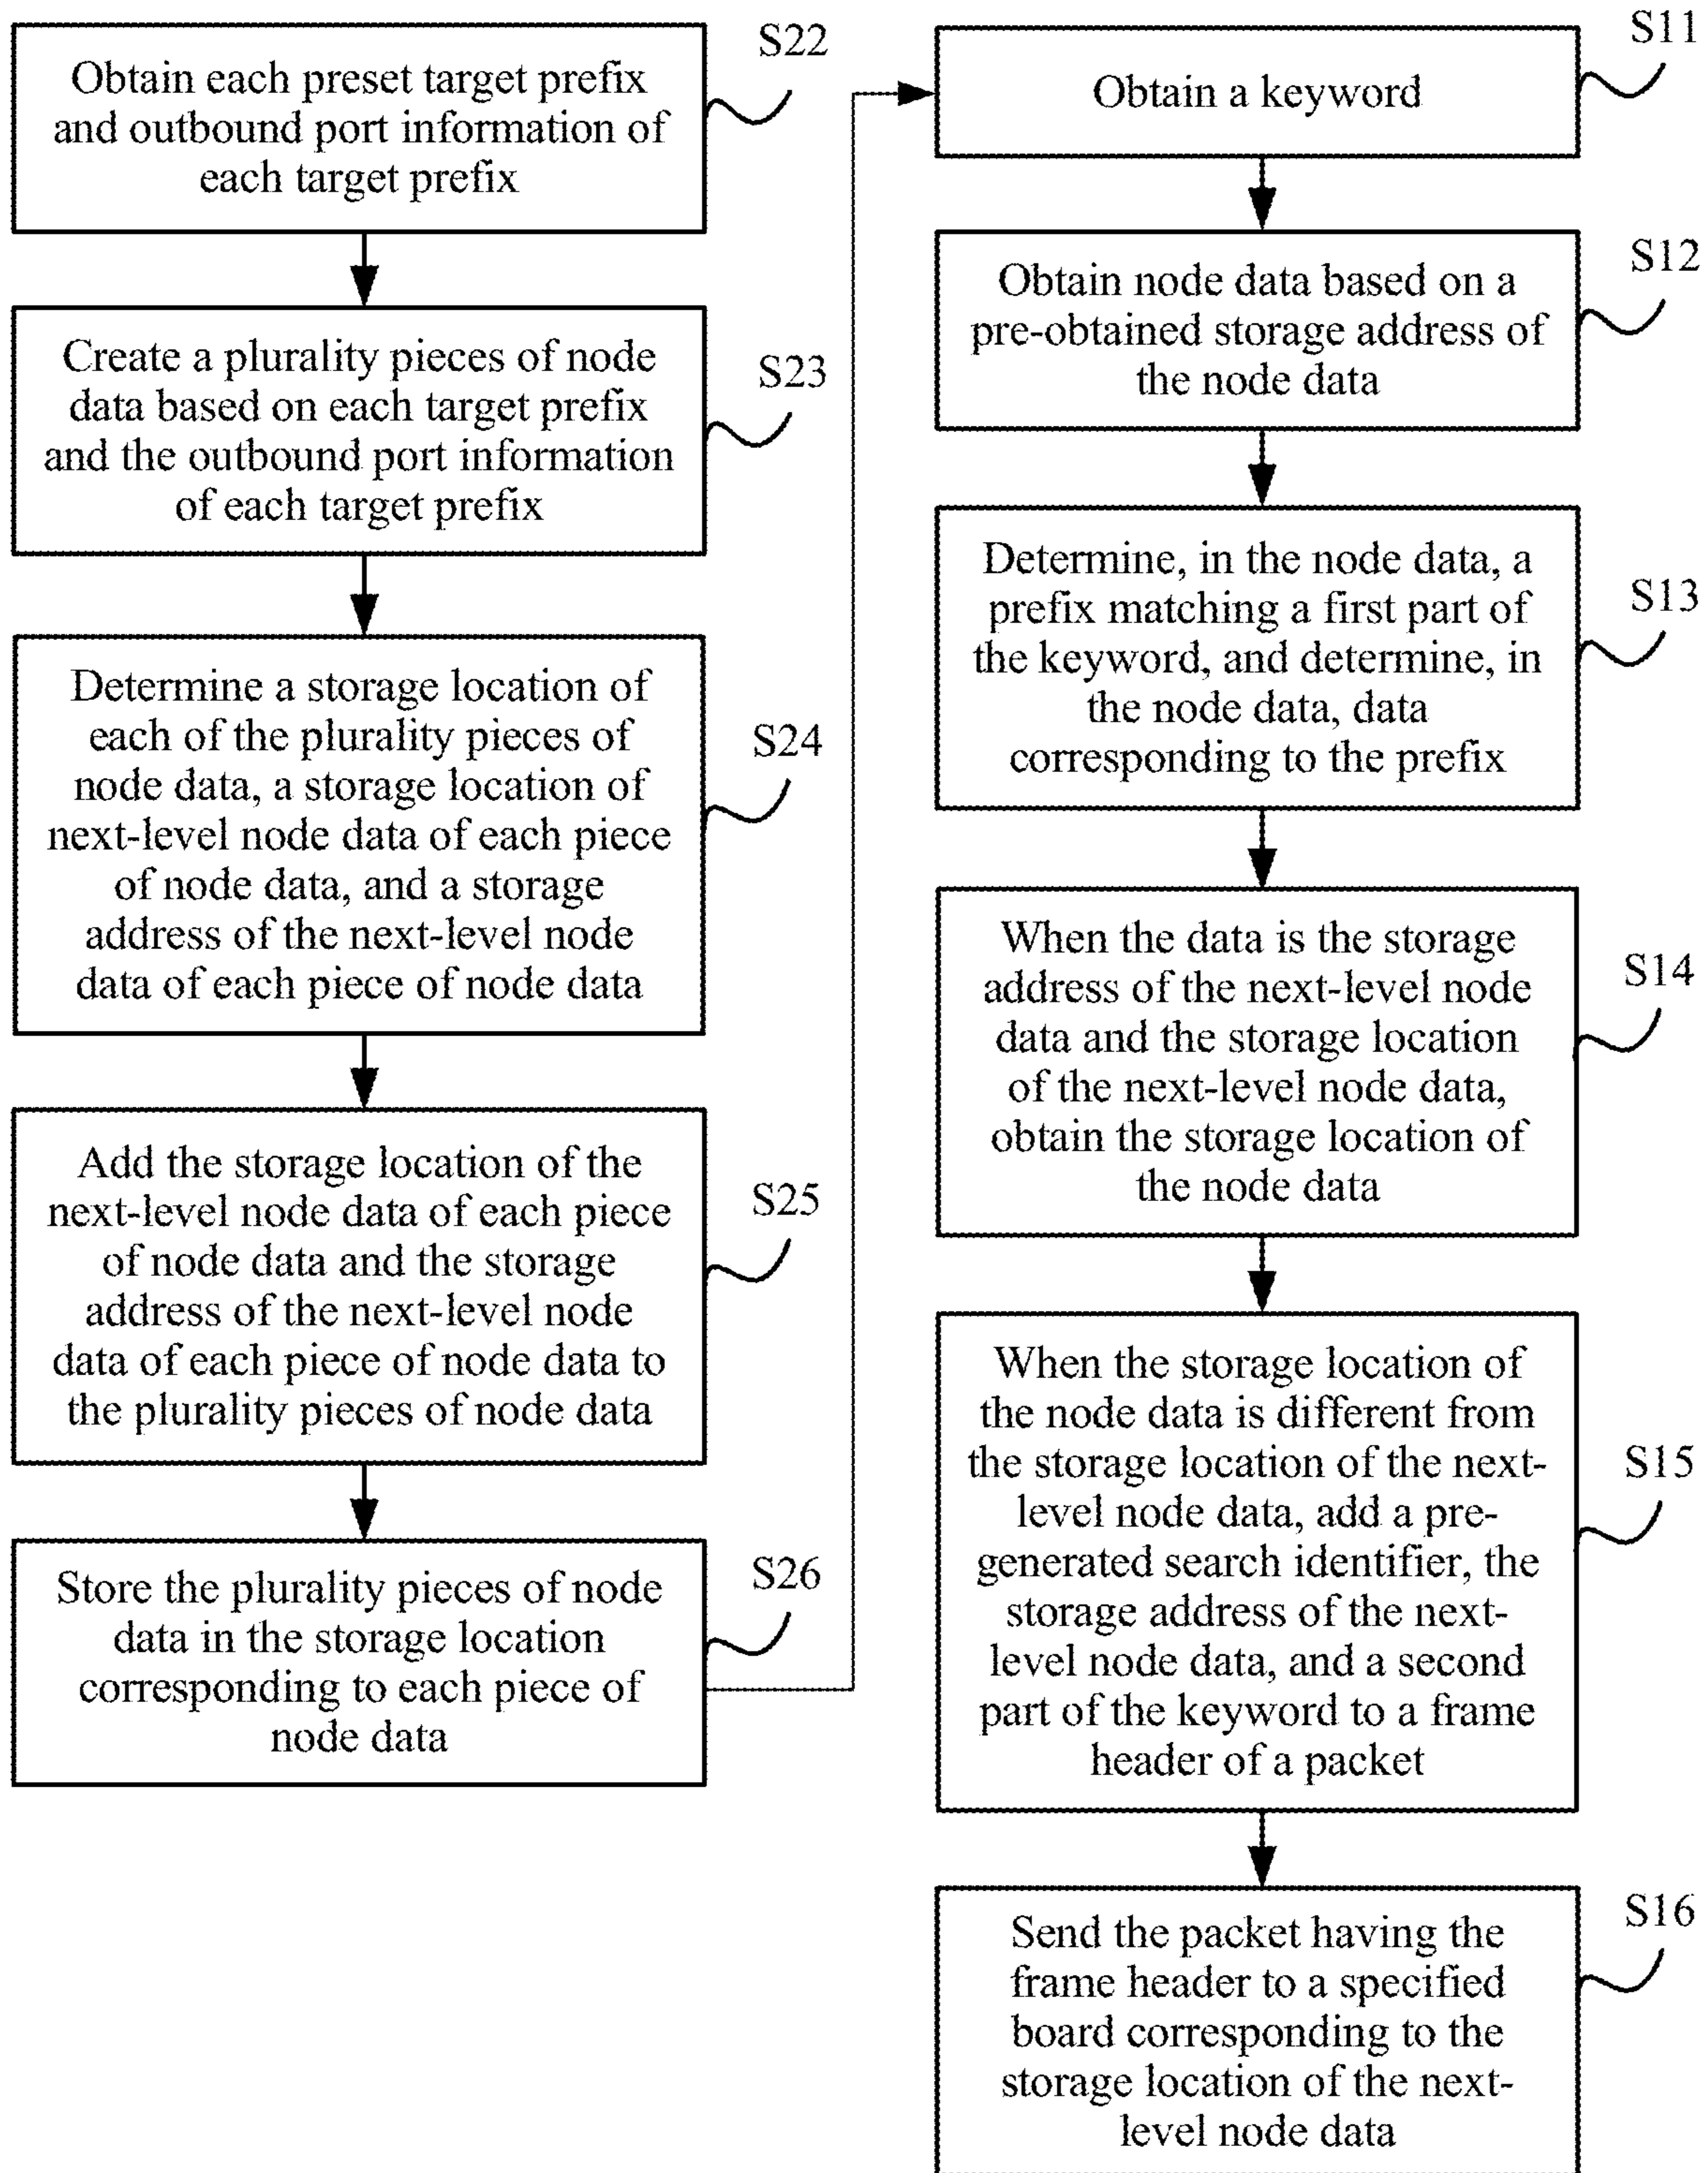 S22
Obtain each preset target prefix
and outbound port information of
each target prefix
S23
Create a plurality pieces of node
data based on each target prefix
and the outbound port information
of each target prefix
S24
Determine a storage location of
each of the plurality pieces of
node data, a storage location of
next-level node data of each piece
of node data, and a storage
address of the next-level node
data of each piece of node data
S25
Add the storage location of the
next-level node data of each piece
of node data and the storage
address of the next-level node
data of each piece of node data to
the plurality pieces of node data
S26
Store the plurality pieces of node
data in the storage location
corresponding to each piece of
node data
S11
Obtain a keyword
S12
Obtain node data based on a
pre-obtained storage address of
the node data
S13
Determine, in the node data, a
prefix matching a first part of
the keyword, and determine, in
the node data, data
corresponding to the prefix
S14
When the data is the storage
address of the next-level node
data and the storage location
of the next-level node data,
obtain the storage location of
the node data
S15
When the storage location of
the node data is different from
the storage location of the next-
level node data, add a pre-
generated search identifier, the
storage address of the next-
level node data, and a second
part of the keyword to a frame
header of a packet
S16
Send the packet having the
frame header to a specified
board corresponding to the
storage location of the next-
level node data